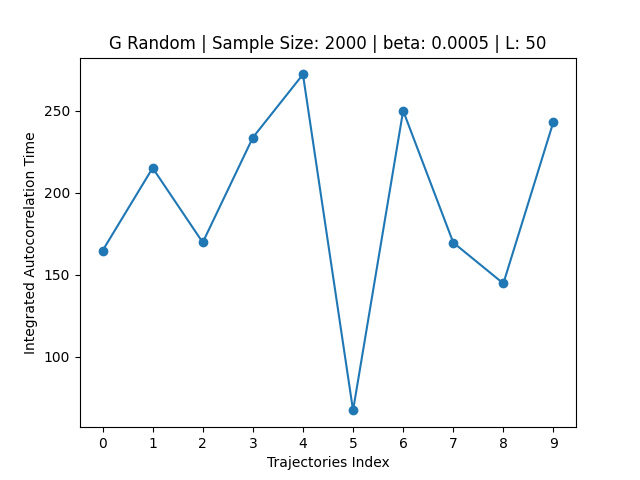 G Random | Sample Size: 2000 | beta: 0.0005 | L: 50
Integrated Autocorrelation Time
250
200
150
100
0 1 2 3 4 5 6 7 8 9
Trajectories Index